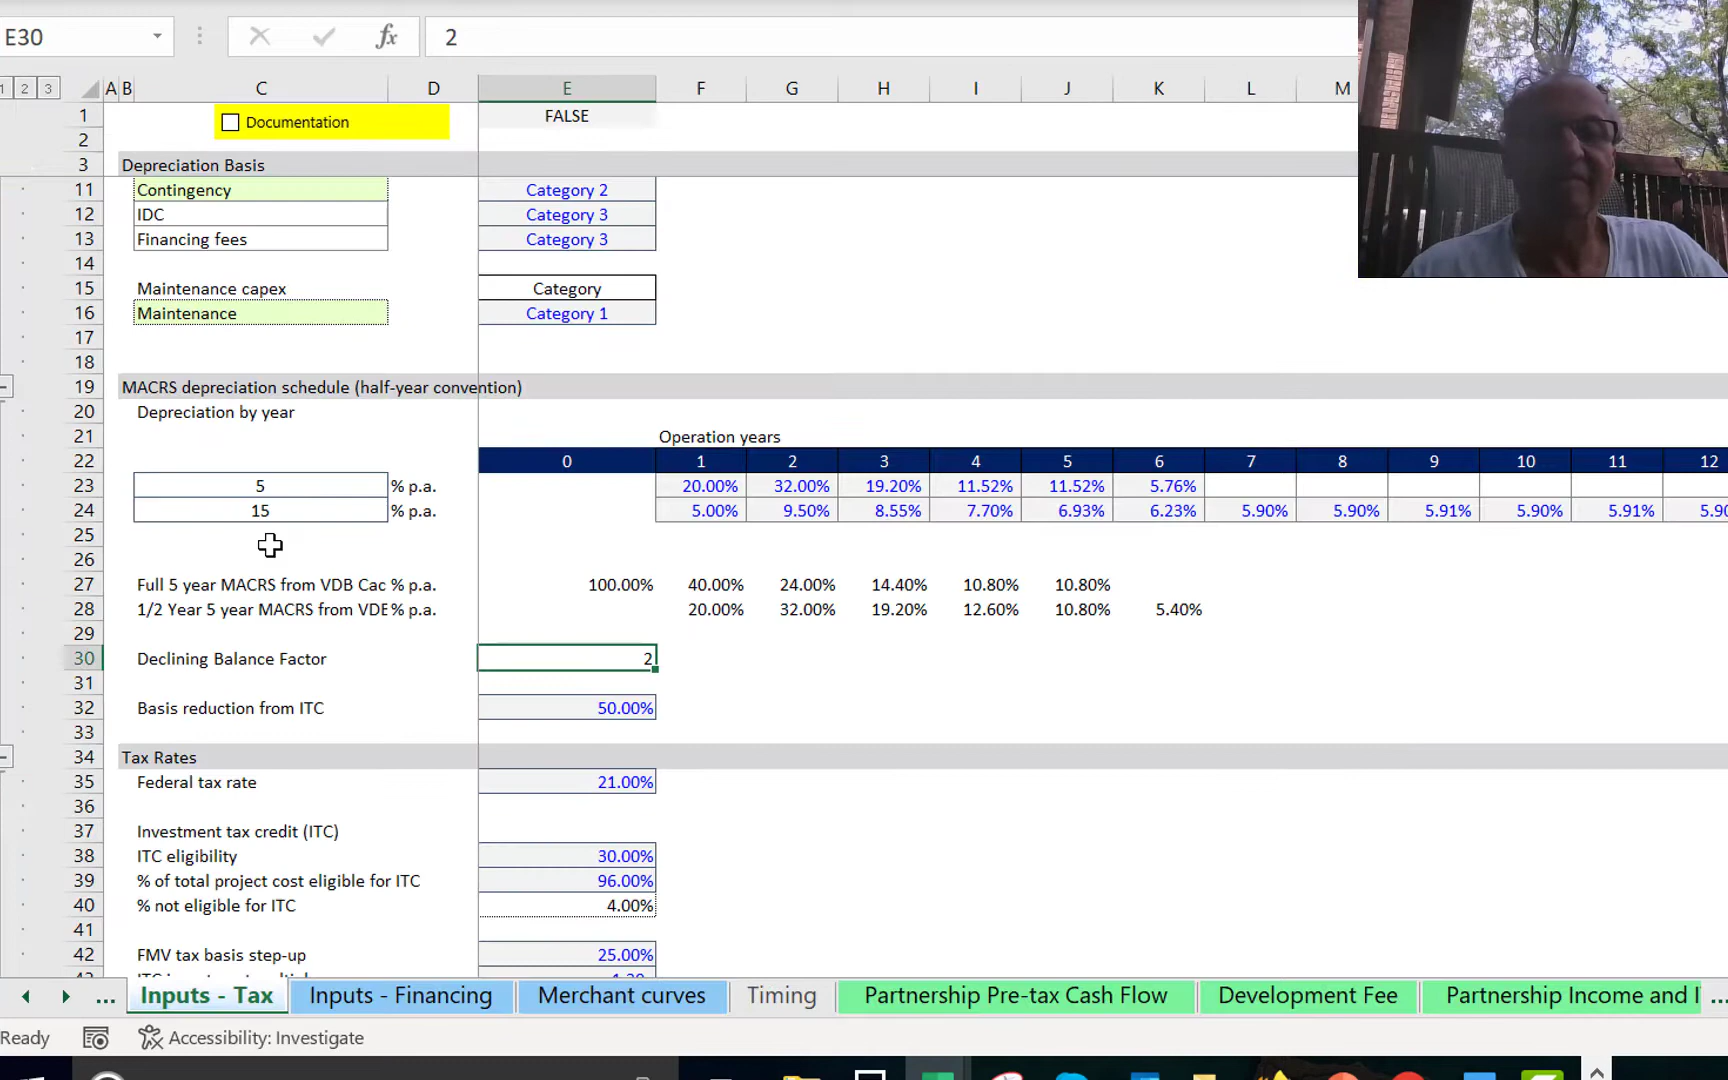 E30 fx 2
1 2 3 A B C D E F G H I J K L M
1 Documentation FALSE
2
3 Depreciation Basis
11 Contingency Category 2
12 IDC Category 3
13 Financing fees Category 3
14
15 Maintenance capex Category
16 Maintenance Category 1
17
18
19 MACRS depreciation schedule (half-year convention)
20 Depreciation by year
21 Operation years
22 0 1 2 3 4 5 6 7 8 9 10 11 12
23 5 % p.a. 20.00% 32.00% 19.20% 11.52% 11.52% 5.76%
24 15 % p.a. 5.00% 9.50% 8.55% 7.70% 6.93% 6.23% 5.90% 5.90% 5.91% 5.90% 5.91% 5.90
25
26
27 Full 5 year MACRS from VDB Cac % p.a. 100.00% 40.00% 24.00% 14.40% 10.80% 10.80%
28 1/2 Year 5 year MACRS from VDB % p.a. 20.00% 32.00% 19.20% 12.60% 10.80% 5.40%
29
30 Declining Balance Factor 2
31
32 Basis reduction from ITC 50.00%
33
34 Tax Rates
35 Federal tax rate 21.00%
36
37 Investment tax credit (ITC)
38 ITC eligibility 30.00%
39 % of total project cost eligible for ITC 96.00%
40 % not eligible for ITC 4.00%
41
42 FMV tax basis step-up 25.00%
... Inputs - Tax Inputs - Financing Merchant curves Timing Partnership Pre-tax Cash Flow Development Fee Partnership Income and I ...
Ready Accessibility: Investigate